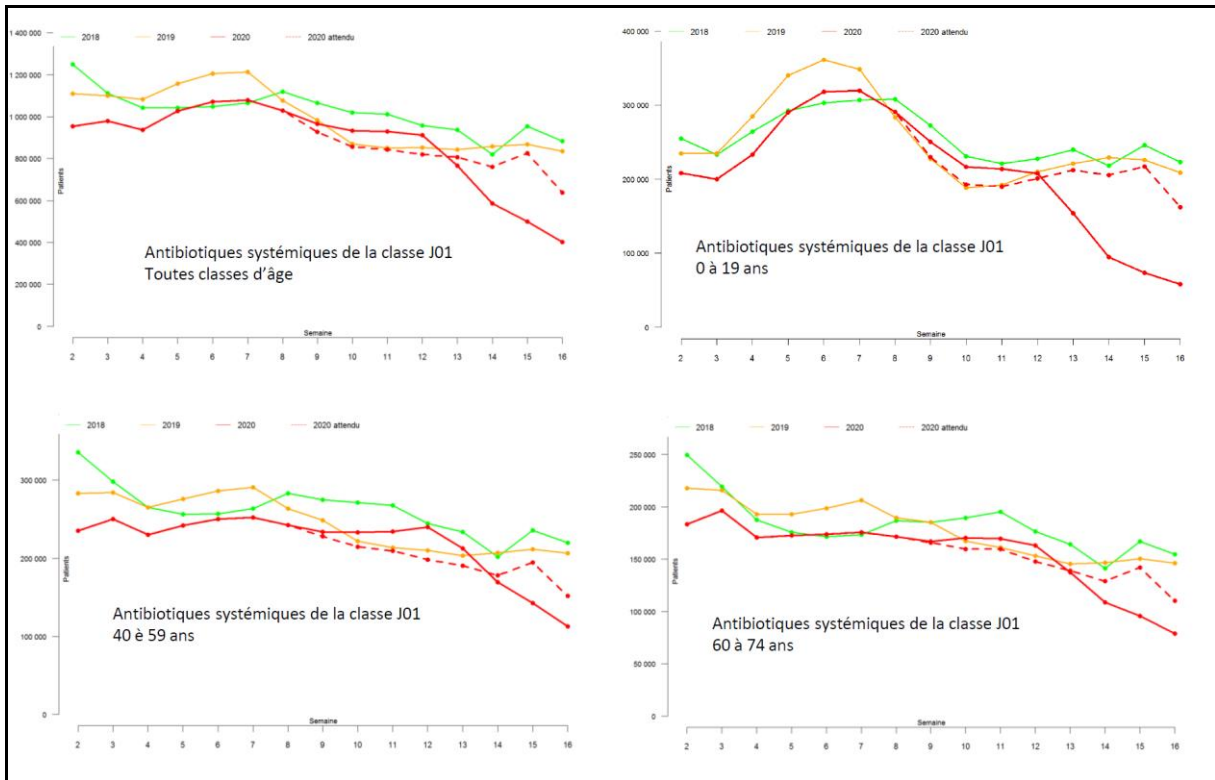 1 400 000
1 200 000
1 000 000
800 000
600 000
400 000
200 000
0
Patients
2018 2019 2020 2020 attendu
Antibiotiques systémiques de la classe J01
Toutes classes d'âge
Semaine
2 3 4 5 6 7 8 9 10 11 12 13 14 15 16
400 000
300 000
200 000
100 000
0
Patients
2018 2019 2020 2020 attendu
Antibiotiques systémiques de la classe J01
0 à 19 ans
Semaine
2 3 4 5 6 7 8 9 10 11 12 13 14 15 16
300 000
200 000
100 000
0
Patients
2018 2019 2020 2020 attendu
Antibiotiques systémiques de la classe J01
40 è 59 ans
Semaine
2 3 4 5 6 7 8 9 10 11 12 13 14 15 16
250 000
200 000
150 000
100 000
50 000
0
Patients
2018 2019 2020 2020 attendu
Antibiotiques systémiques de la classe J01
60 à 74 ans
Semaine
2 3 4 5 6 7 8 9 10 11 12 13 14 15 16